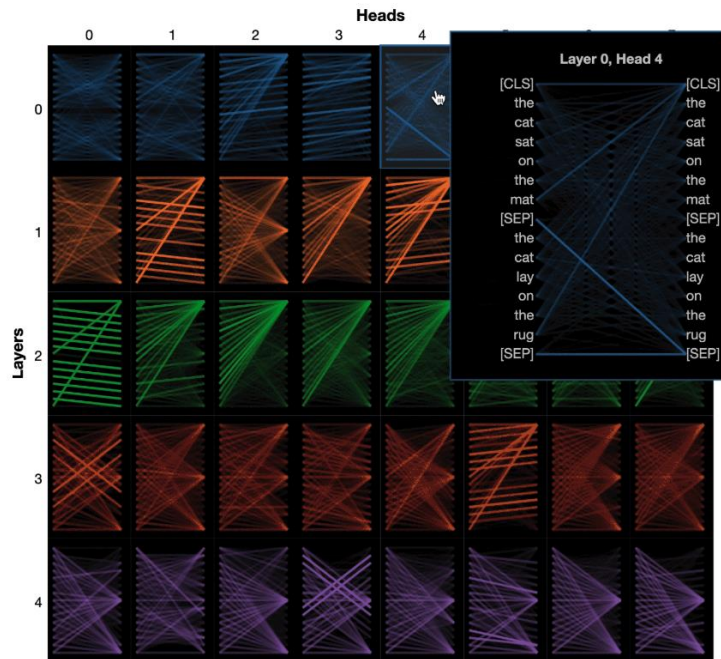 Heads
0 1 2 3 4
Layers
0
1
2
3
4
Layer 0, Head 4
[CLS] [CLS]
the the
cat cat
sat sat
on on
the the
mat mat
[SEP] [SEP]
the the
cat cat
lay lay
on on
the the
rug rug
[SEP] [SEP]